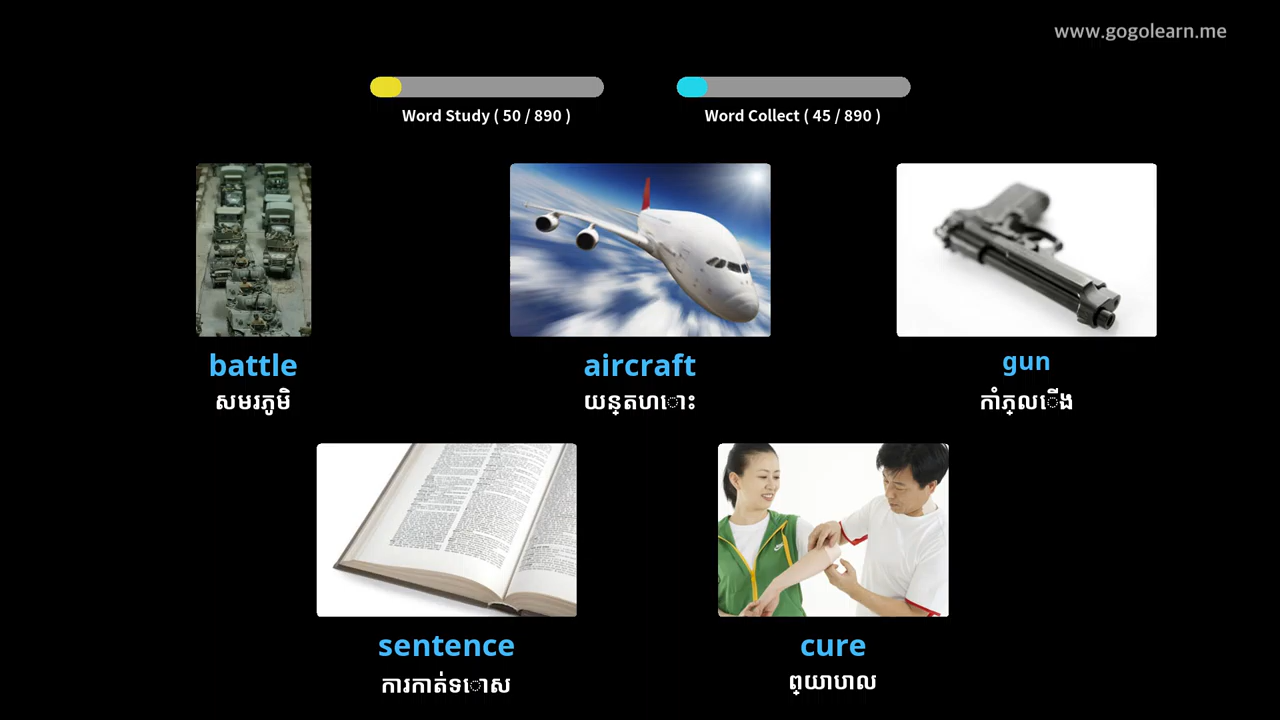 www.gogolearn.me
Word Study ( 50 / 890 )
Word Collect ( 45 / 890 )
battle
aircraft
gun
សមរភូមិ
យន្តហោះ
កាំភ្លើង
sentence
cure
ការកាត់ទោស
ព្យាបាល